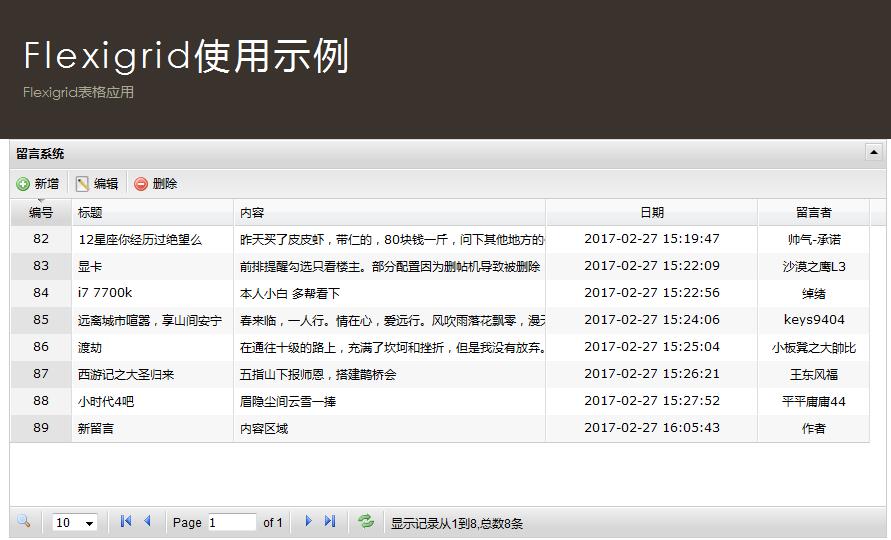 Flexigrid使用示例
Flexigrid表格应用
留言系统
新增 编辑 删除
编号 标题 内容 日期 留言者
82 12星座你经历过绝望么 昨天买了皮皮虾，带仁的，80块钱一斤，问下其他地方的 2017-02-27 15:19:47 帅气-承诺
83 显卡 前排提醒勾选只看楼主。部分配置因为删帖机导致被删除 2017-02-27 15:22:09 沙漠之鹰L3
84 i7 7700k 本人小白 多帮看下 2017-02-27 15:22:56 绰绪
85 远离城市喧嚣，享山间安宁 春来临，一人行。情在心，爱远行。风吹雨落花飘零，漫天 2017-02-27 15:24:06 keys9404
86 渡劫 在通往十级的路上，充满了坎坷和挫折，但是我没有放弃。 2017-02-27 15:25:04 小板凳之大帥比
87 西游记之大圣归来 五指山下报师恩，搭建鹊桥会 2017-02-27 15:26:21 王东风福
88 小时代4吧 眉隐尘间云雪一捧 2017-02-27 15:27:52 平平庸庸44
89 新留言 内容区域 2017-02-27 16:05:43 作者
10 Page 1 of 1 显示记录从1到8,总数8条